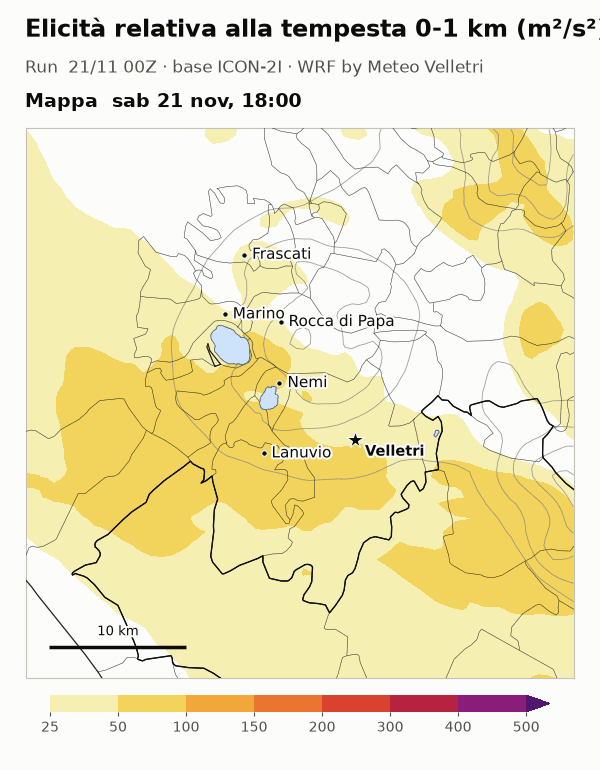 Elicità relativa alla tempesta 0-1 km (m²/s²)
Run  21/11 00Z · base ICON-2I · WRF by Meteo Velletri
Mappa  sab 21 nov, 18:00
Frascati
Marino
Rocca di Papa
Nemi
Velletri
Lanuvio
10 km
25 50 100 150 200 300 400 500